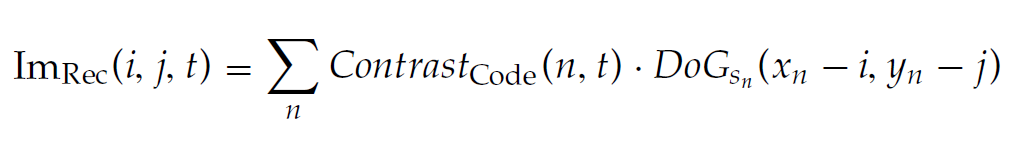 Im_Rec(i, j, t) = ∑_n Contrast_Code(n, t) · DoG_{s_n}(x_n − i, y_n − j)